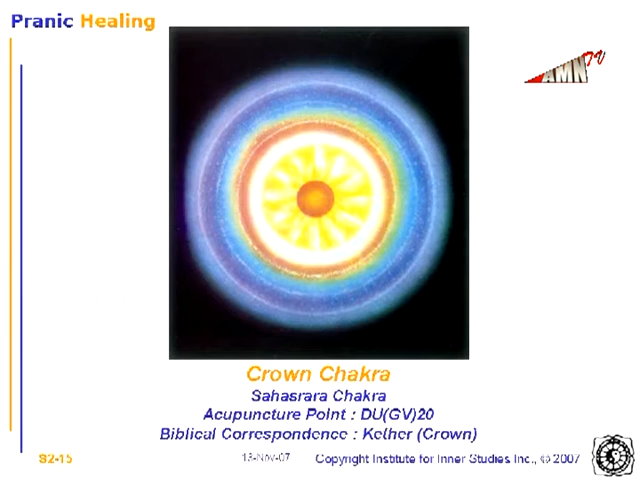 Pranic Healing
AMN TV
Crown Chakra
Sahasrara Chakra
Acupuncture Point : DU(GV)20
Biblical Correspondence : Kether (Crown)
S2-15
13-Nov-07
Copyright Institute for Inner Studies Inc., © 2007